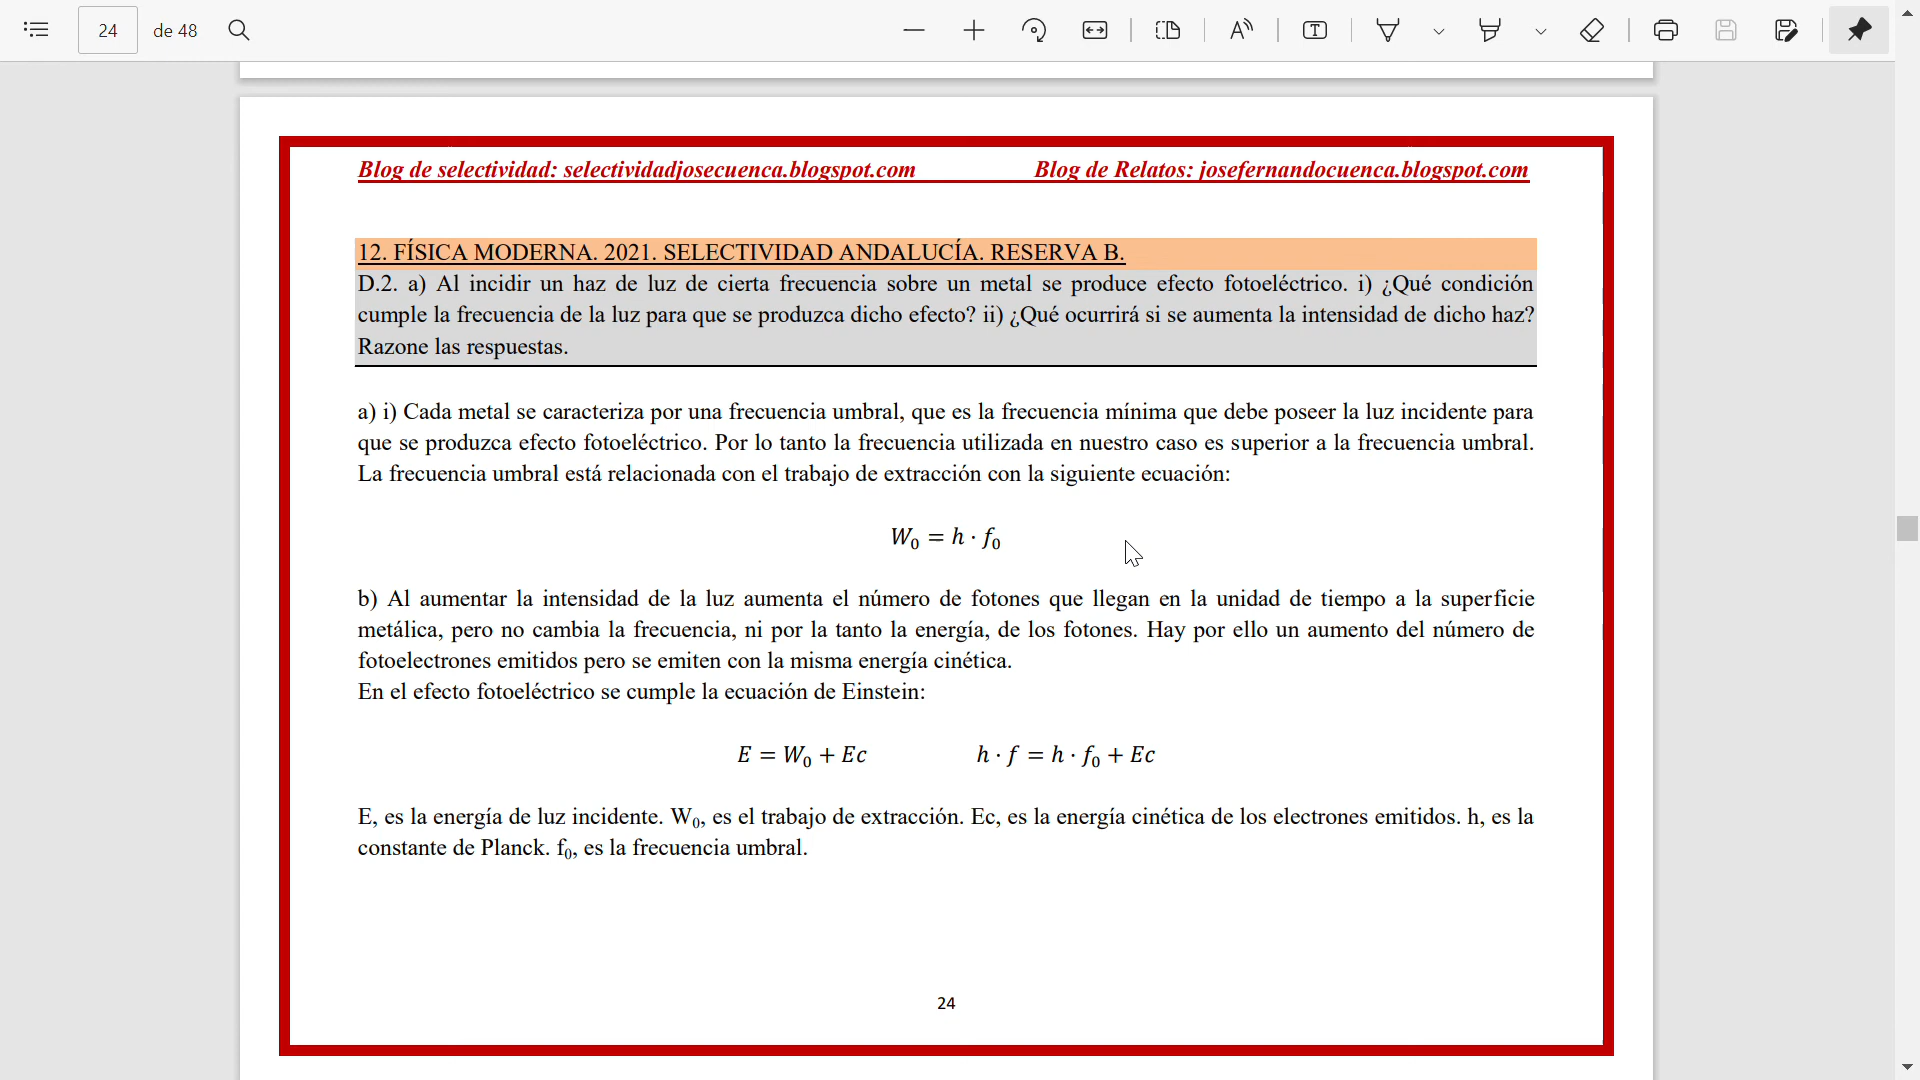 24 de 48
Blog de selectividad: selectividadjosecuenca.blogspot.com Blog de Relatos: josefernandocuenca.blogspot.com
12. FÍSICA MODERNA. 2021. SELECTIVIDAD ANDALUCÍA. RESERVA B.
D.2. a) Al incidir un haz de luz de cierta frecuencia sobre un metal se produce efecto fotoeléctrico. i) ¿Qué condición
cumple la frecuencia de la luz para que se produzca dicho efecto? ii) ¿Qué ocurrirá si se aumenta la intensidad de dicho haz?
Razone las respuestas.
a) i) Cada metal se caracteriza por una frecuencia umbral, que es la frecuencia mínima que debe poseer la luz incidente para
que se produzca efecto fotoeléctrico. Por lo tanto la frecuencia utilizada en nuestro caso es superior a la frecuencia umbral.
La frecuencia umbral está relacionada con el trabajo de extracción con la siguiente ecuación:
W₀ = h · f₀
b) Al aumentar la intensidad de la luz aumenta el número de fotones que llegan en la unidad de tiempo a la superficie
metálica, pero no cambia la frecuencia, ni por la tanto la energía, de los fotones. Hay por ello un aumento del número de
fotoelectrones emitidos pero se emiten con la misma energía cinética.
En el efecto fotoeléctrico se cumple la ecuación de Einstein:
E = W₀ + Ec h · f = h · f₀ + Ec
E, es la energía de luz incidente. W₀, es el trabajo de extracción. Ec, es la energía cinética de los electrones emitidos. h, es la
constante de Planck. f₀, es la frecuencia umbral.
24